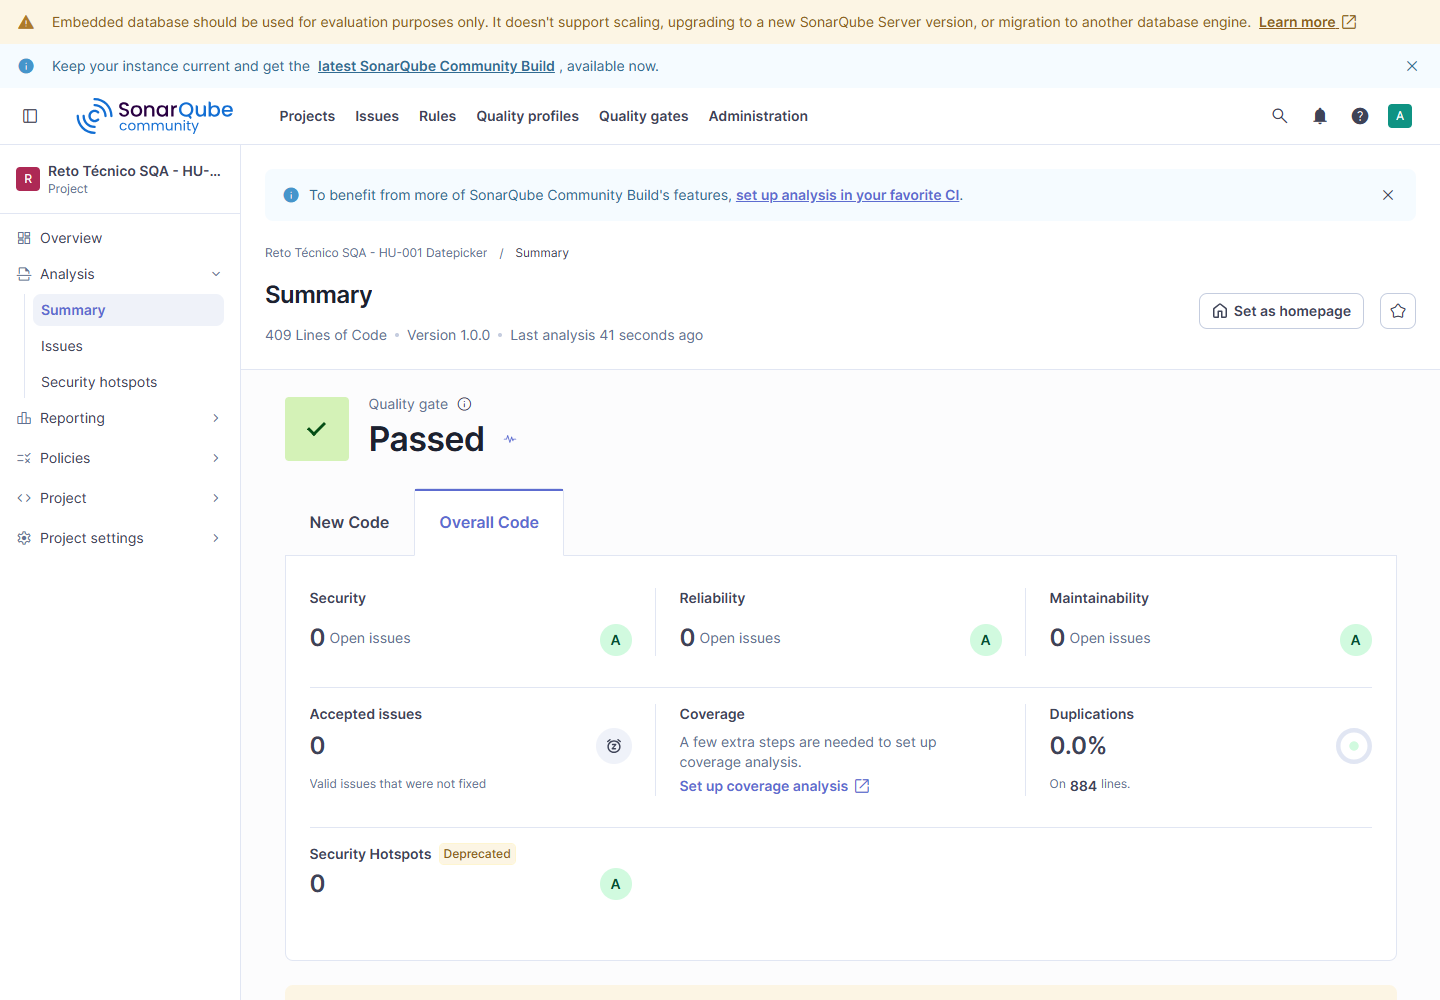 Embedded database should be used for evaluation purposes only. It doesn't support scaling, upgrading to a new SonarQube Server version, or migration to another database engine. Learn more
Keep your instance current and get the latest SonarQube Community Build , available now.
SonarQube community
Projects Issues Rules Quality profiles Quality gates Administration
A
R
Reto Técnico SQA - HU-...
Project
Overview
Analysis
Summary
Issues
Security hotspots
Reporting
Policies
Project
Project settings
To benefit from more of SonarQube Community Build's features, set up analysis in your favorite CI.
Reto Técnico SQA - HU-001 Datepicker / Summary
Summary
409 Lines of Code • Version 1.0.0 • Last analysis 41 seconds ago
Set as homepage
Quality gate
Passed
New Code
Overall Code
Security
0 Open issues
A
Reliability
0 Open issues
A
Maintainability
0 Open issues
A
Accepted issues
0
Valid issues that were not fixed
Coverage
A few extra steps are needed to set up
coverage analysis.
Set up coverage analysis
Duplications
0.0%
On 884 lines.
Security Hotspots Deprecated
0
A